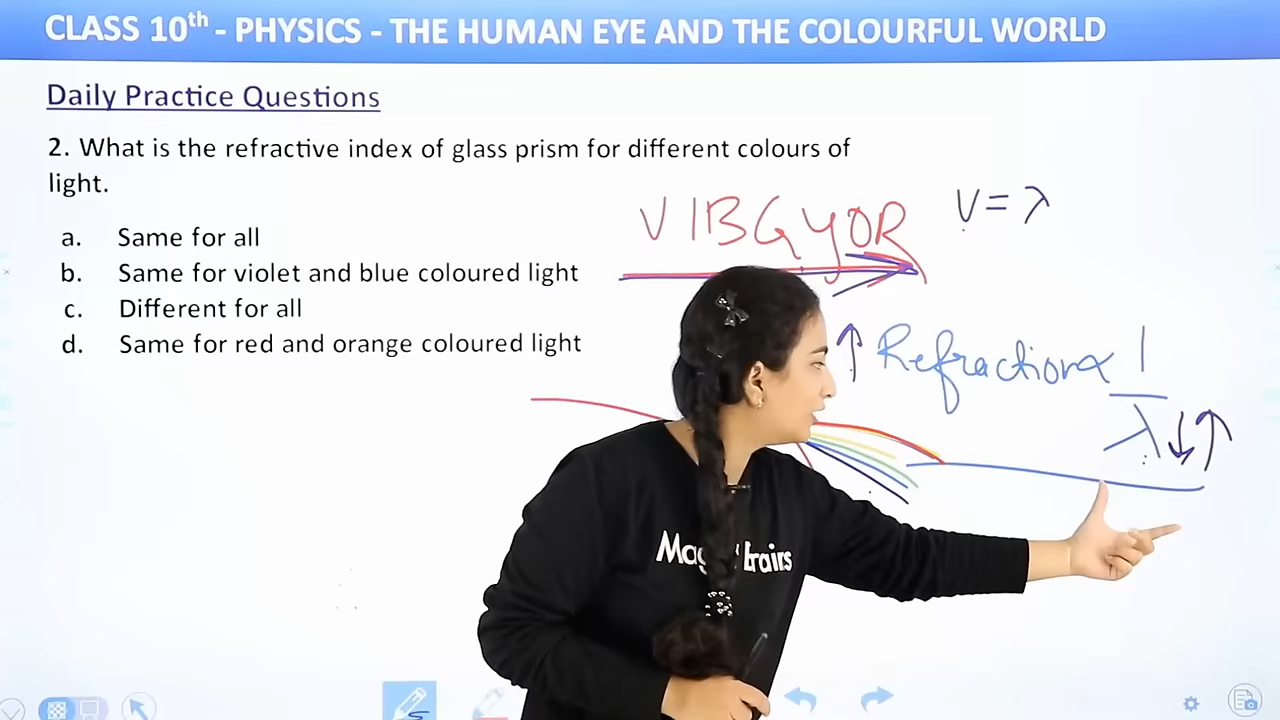 CLASS 10th - PHYSICS - THE HUMAN EYE AND THE COLOURFUL WORLD
Daily Practice Questions
2. What is the refractive index of glass prism for different colours of
light.
a. Same for all
b. Same for violet and blue coloured light
c. Different for all
d. Same for red and orange coloured light
VIBGYOR
V = λ
↑ Refraction ∝ 1
λ ↓ ↑